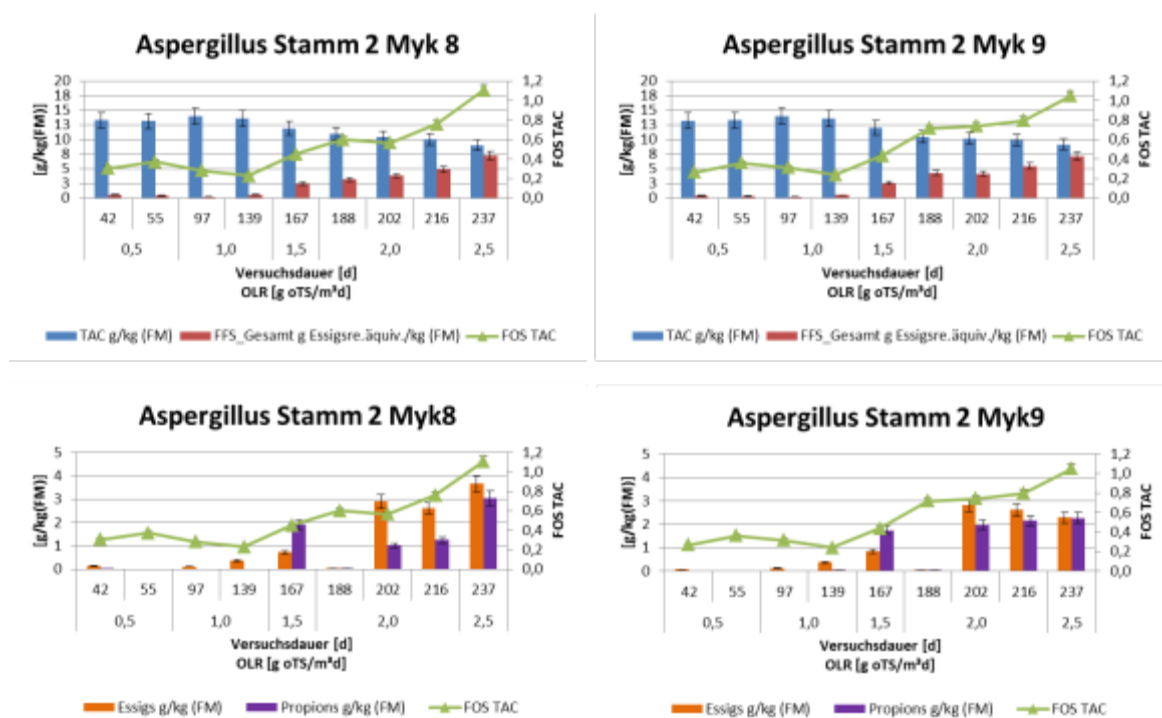 Aspergillus Stamm 2 Myk 8
[g/kg(FM)]
20
18
15
13
10
8
5
3
0
1,2
1,0
0,8
0,6
0,4
0,2
0,0
FOS TAC
42 55 97 139 167 188 202 216 237
0,5 1,0 1,5 2,0 2,5
Versuchsdauer [d]
OLR [g oTS/m³d]
TAC g/kg (FM) FFS_Gesamt g Essigsre.äquiv./kg (FM) FOS TAC
Aspergillus Stamm 2 Myk 9
[g/kg(FM)]
20
18
15
13
10
8
5
3
0
1,2
1,0
0,8
0,6
0,4
0,2
0,0
FOS TAC
42 55 97 139 167 188 202 216 237
0,5 1,0 1,5 2,0 2,5
Versuchsdauer [d]
OLR [g oTS/m³d]
TAC g/kg (FM) FFS_Gesamt g Essigsre.äquiv./kg (FM) FOS TAC
Aspergillus Stamm 2 Myk8
[g/kg(FM)]
5
4
3
2
1
0
1,2
1,0
0,8
0,6
0,4
0,2
0,0
FOS TAC
42 55 97 139 167 188 202 216 237
0,5 1,0 1,5 2,0 2,5
Versuchsdauer [d]
OLR [g oTS/m³d]
Essigs g/kg (FM) Propions g/kg (FM) FOS TAC
Aspergillus Stamm 2 Myk9
[g/kg(FM)]
5
4
3
2
1
0
1,2
1,0
0,8
0,6
0,4
0,2
0,0
FOS TAC
42 55 97 139 167 188 202 216 237
0,5 1,0 1,5 2,0 2,5
Versuchsdauer [d]
OLR [g oTS/m³d]
Essigs g/kg (FM) Propions g/kg (FM) FOS TAC